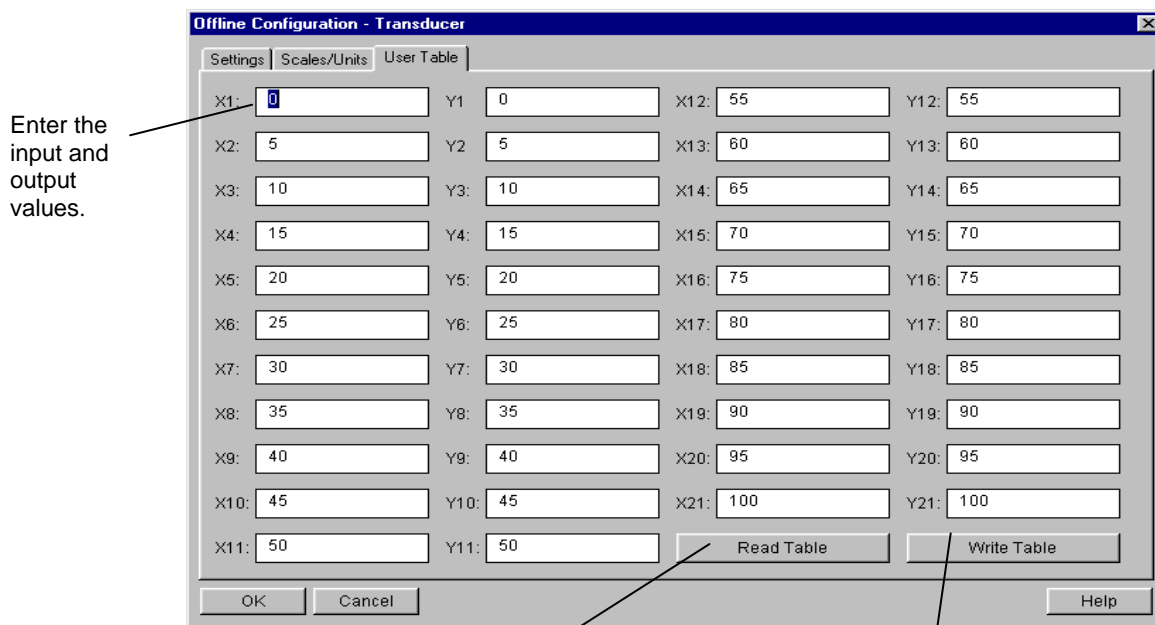 Offline Configuration - Transducer
Settings Scales/Units User Table
Enter the
input and
output
values.
X1: 0 Y1 0 X12: 55 Y12: 55
X2: 5 Y2 5 X13: 60 Y13: 60
X3: 10 Y3: 10 X14: 65 Y14: 65
X4: 15 Y4: 15 X15: 70 Y15: 70
X5: 20 Y5: 20 X16: 75 Y16: 75
X6: 25 Y6: 25 X17: 80 Y17: 80
X7: 30 Y7: 30 X18: 85 Y18: 85
X8: 35 Y8: 35 X19: 90 Y19: 90
X9: 40 Y9: 40 X20: 95 Y20: 95
X10: 45 Y10: 45 X21: 100 Y21: 100
X11: 50 Y11: 50 Read Table Write Table
OK Cancel Help